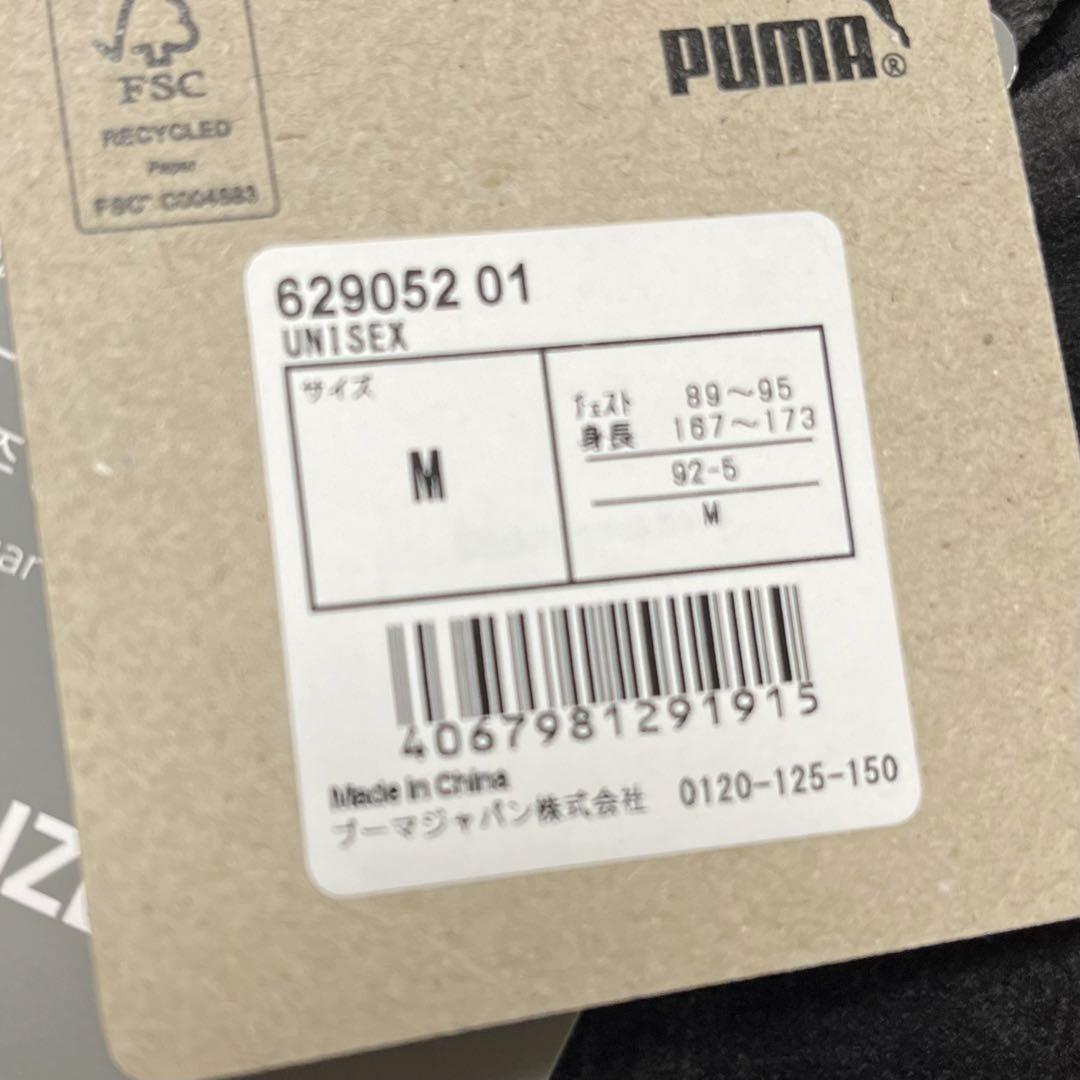 FSC
RECYCLED
Paper
FSC® C004583
PUMA®
629052 01
UNISEX
サイズ
M
チェスト 89～95
身長 167～173
92-5
M
4067981291915
Made In China
プーマジャパン株式会社 0120-125-150